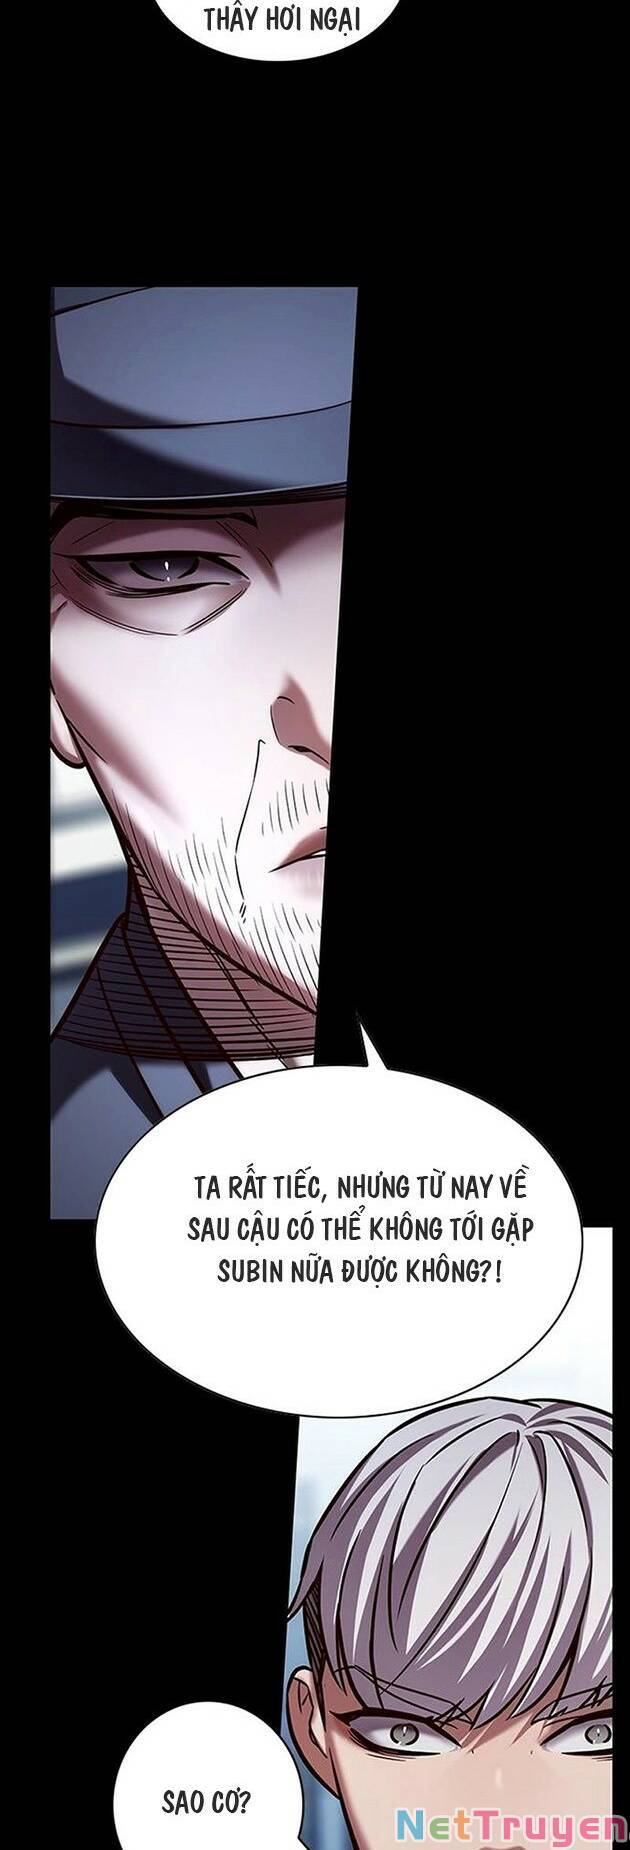 THẤY HƠI NGẠI
TA RẤT TIẾC, NHƯNG TỪ NAY VỀ
SAU CẬU CÓ THỂ KHÔNG TỚI GẶP
SUBIN NỮA ĐƯỢC KHÔNG?!
SAO CƠ?
NetTruyen